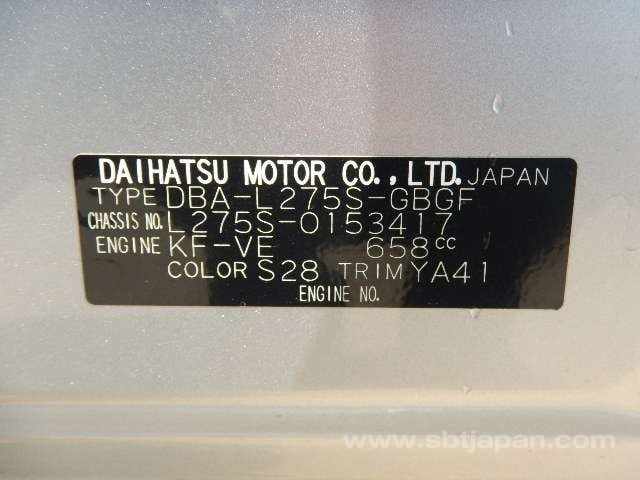 DAIHATSU MOTOR CO., LTD. JAPAN
TYPE DBA-L275S-GBGF
CHASSIS NO. L275S-0153417
ENGINE KF-VE 658cc
COLOR S28 TRIM YA41
ENGINE NO.
www.sbtjapan.com